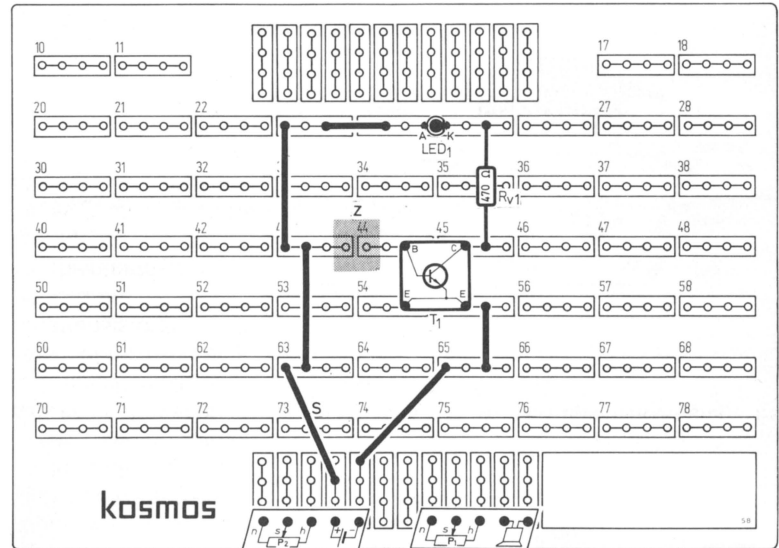 10 11 17 18
20 21 22 27 28
A K
LED1
30 31 32 34 35 36 37 38
470 Ω RV1
Z
40 41 42 44 45 46 47 48
B C
50 51 52 53 54 56 57 58
E E
T1
60 61 62 63 64 65 66 67 68
S
70 71 72 73 74 75 76 77 78
kosmos
58
n s h + − n s h
P2 P1